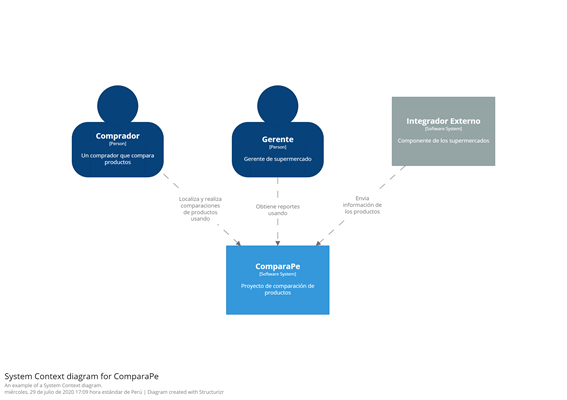 Comprador
[Person]
Un comprador que compara
productos
Gerente
[Person]
Gerente de supermercado
Integrador Externo
[Software System]
Componente de los supermercados
Localiza y realiza
comparaciones
de productos
usando
Obtiene reportes
usando
Envia
información de
los productos
ComparaPe
[Software System]
Proyecto de comparación de
productos
System Context diagram for ComparaPe
An example of a System Context diagram.
miércoles, 29 de julio de 2020 17:09 hora estándar de Perú | Diagram created with Structurizr